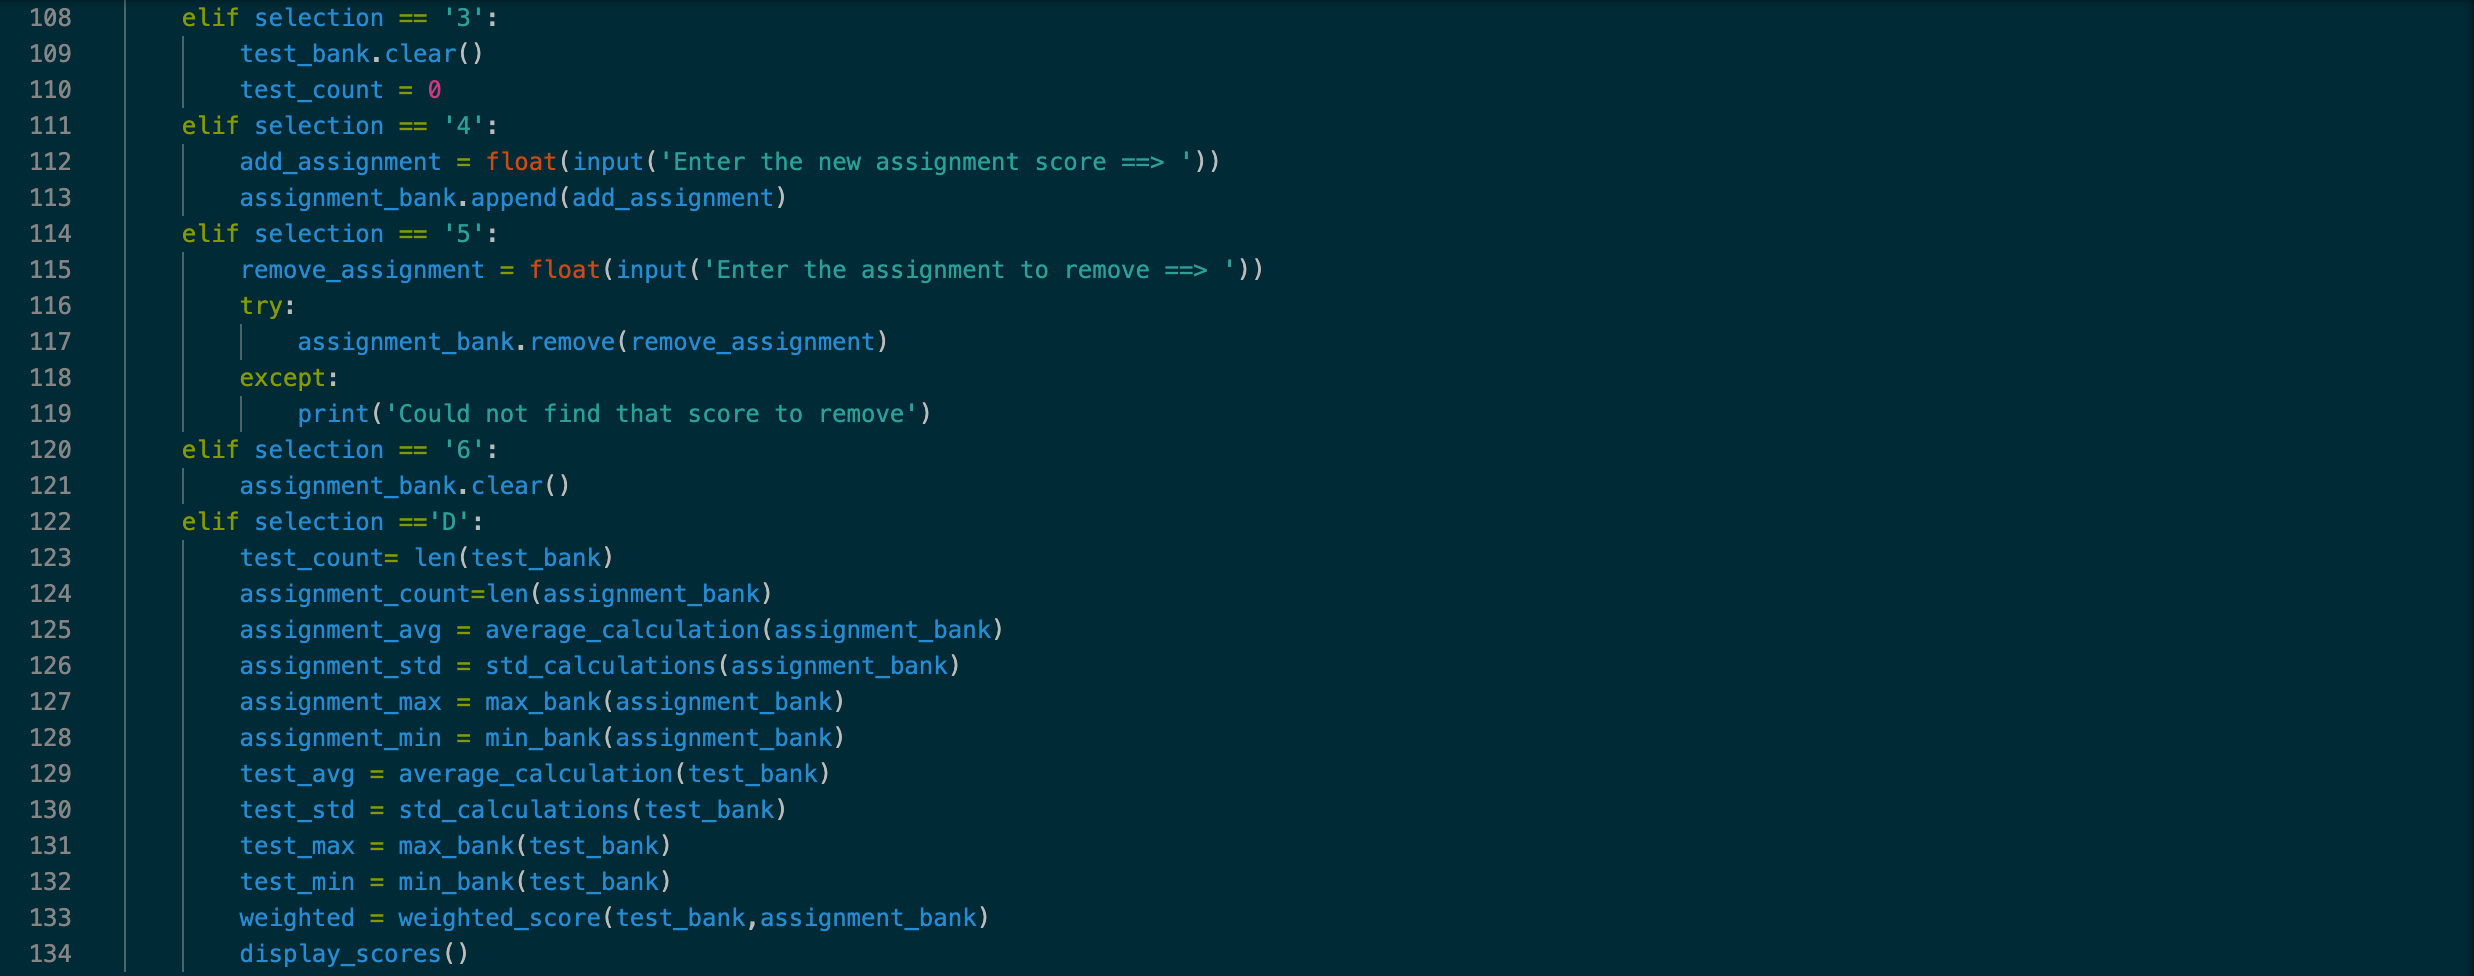 108 elif selection == '3':
109 test_bank.clear()
110 test_count = 0
111 elif selection == '4':
112 add_assignment = float(input('Enter the new assignment score ==> '))
113 assignment_bank.append(add_assignment)
114 elif selection == '5':
115 remove_assignment = float(input('Enter the assignment to remove ==> '))
116 try:
117 assignment_bank.remove(remove_assignment)
118 except:
119 print('Could not find that score to remove')
120 elif selection == '6':
121 assignment_bank.clear()
122 elif selection =='D':
123 test_count= len(test_bank)
124 assignment_count=len(assignment_bank)
125 assignment_avg = average_calculation(assignment_bank)
126 assignment_std = std_calculations(assignment_bank)
127 assignment_max = max_bank(assignment_bank)
128 assignment_min = min_bank(assignment_bank)
129 test_avg = average_calculation(test_bank)
130 test_std = std_calculations(test_bank)
131 test_max = max_bank(test_bank)
132 test_min = min_bank(test_bank)
133 weighted = weighted_score(test_bank,assignment_bank)
134 display_scores()